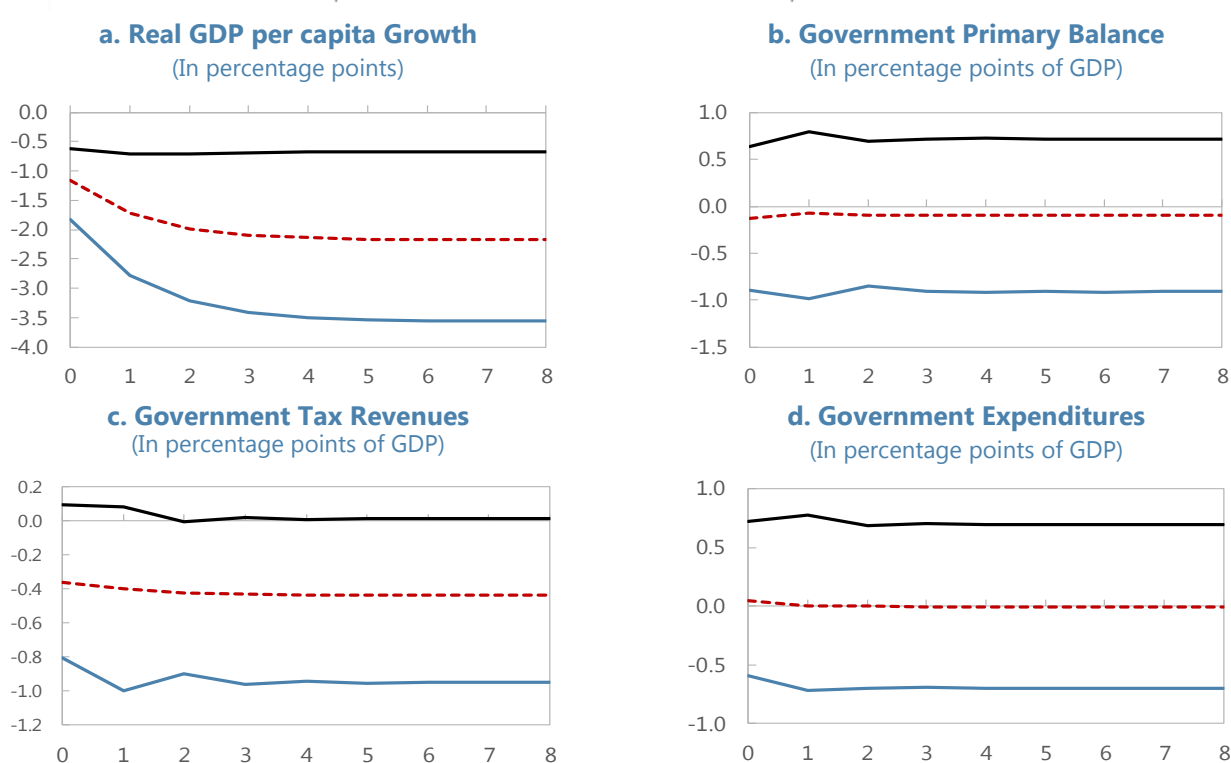 a. Real GDP per capita Growth
(In percentage points)
0.0
-0.5
-1.0
-1.5
-2.0
-2.5
-3.0
-3.5
-4.0
0 1 2 3 4 5 6 7 8
b. Government Primary Balance
(In percentage points of GDP)
1.0
0.5
0.0
-0.5
-1.0
-1.5
0 1 2 3 4 5 6 7 8
c. Government Tax Revenues
(In percentage points of GDP)
0.2
0.0
-0.2
-0.4
-0.6
-0.8
-1.0
-1.2
0 1 2 3 4 5 6 7 8
d. Government Expenditures
(In percentage points of GDP)
1.0
0.5
0.0
-0.5
-1.0
0 1 2 3 4 5 6 7 8